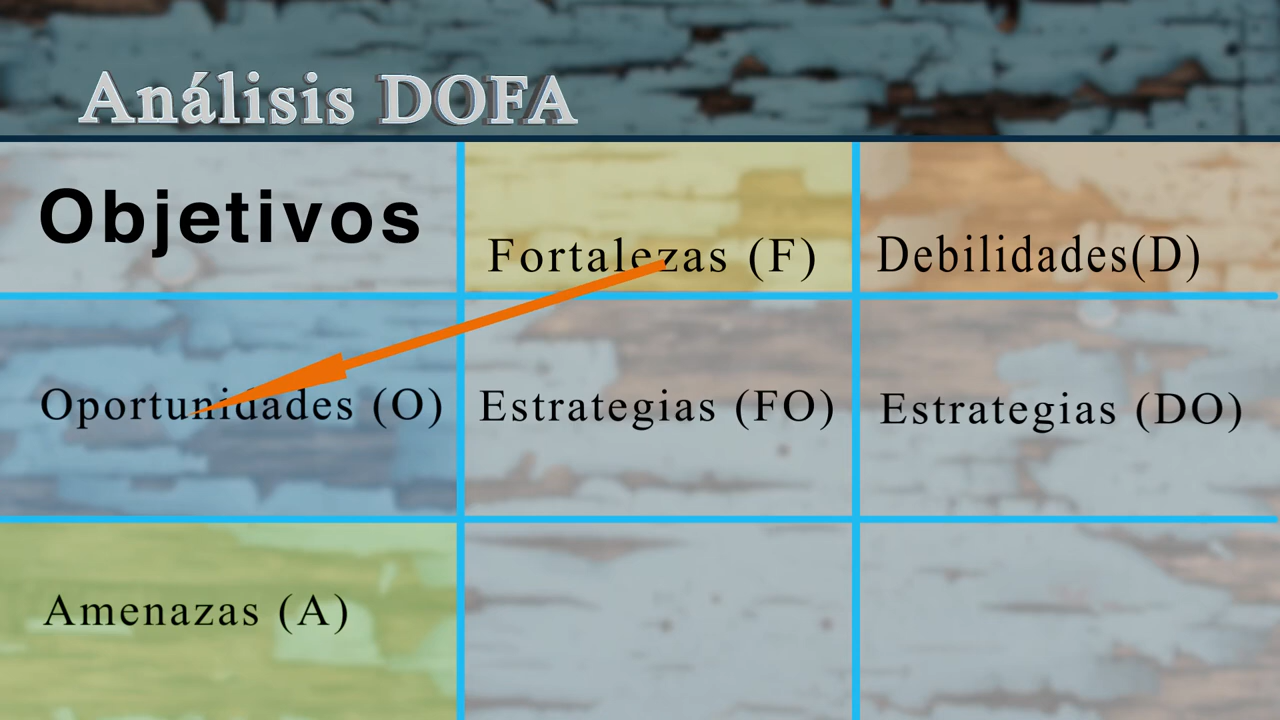 Análisis DOFA
Objetivos
Fortalezas (F)
Debilidades(D)
Oportunidades (O)
Estrategias (FO)
Estrategias (DO)
Amenazas (A)